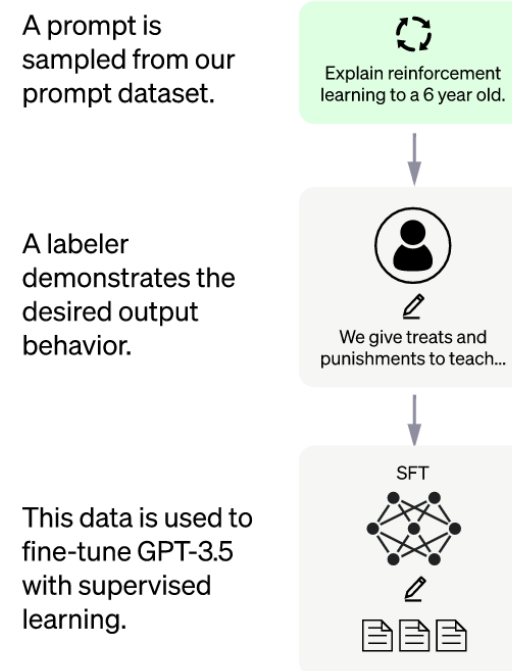 A prompt is
sampled from our
prompt dataset.
Explain reinforcement
learning to a 6 year old.
A labeler
demonstrates the
desired output
behavior.
We give treats and
punishments to teach...
SFT
This data is used to
fine-tune GPT-3.5
with supervised
learning.